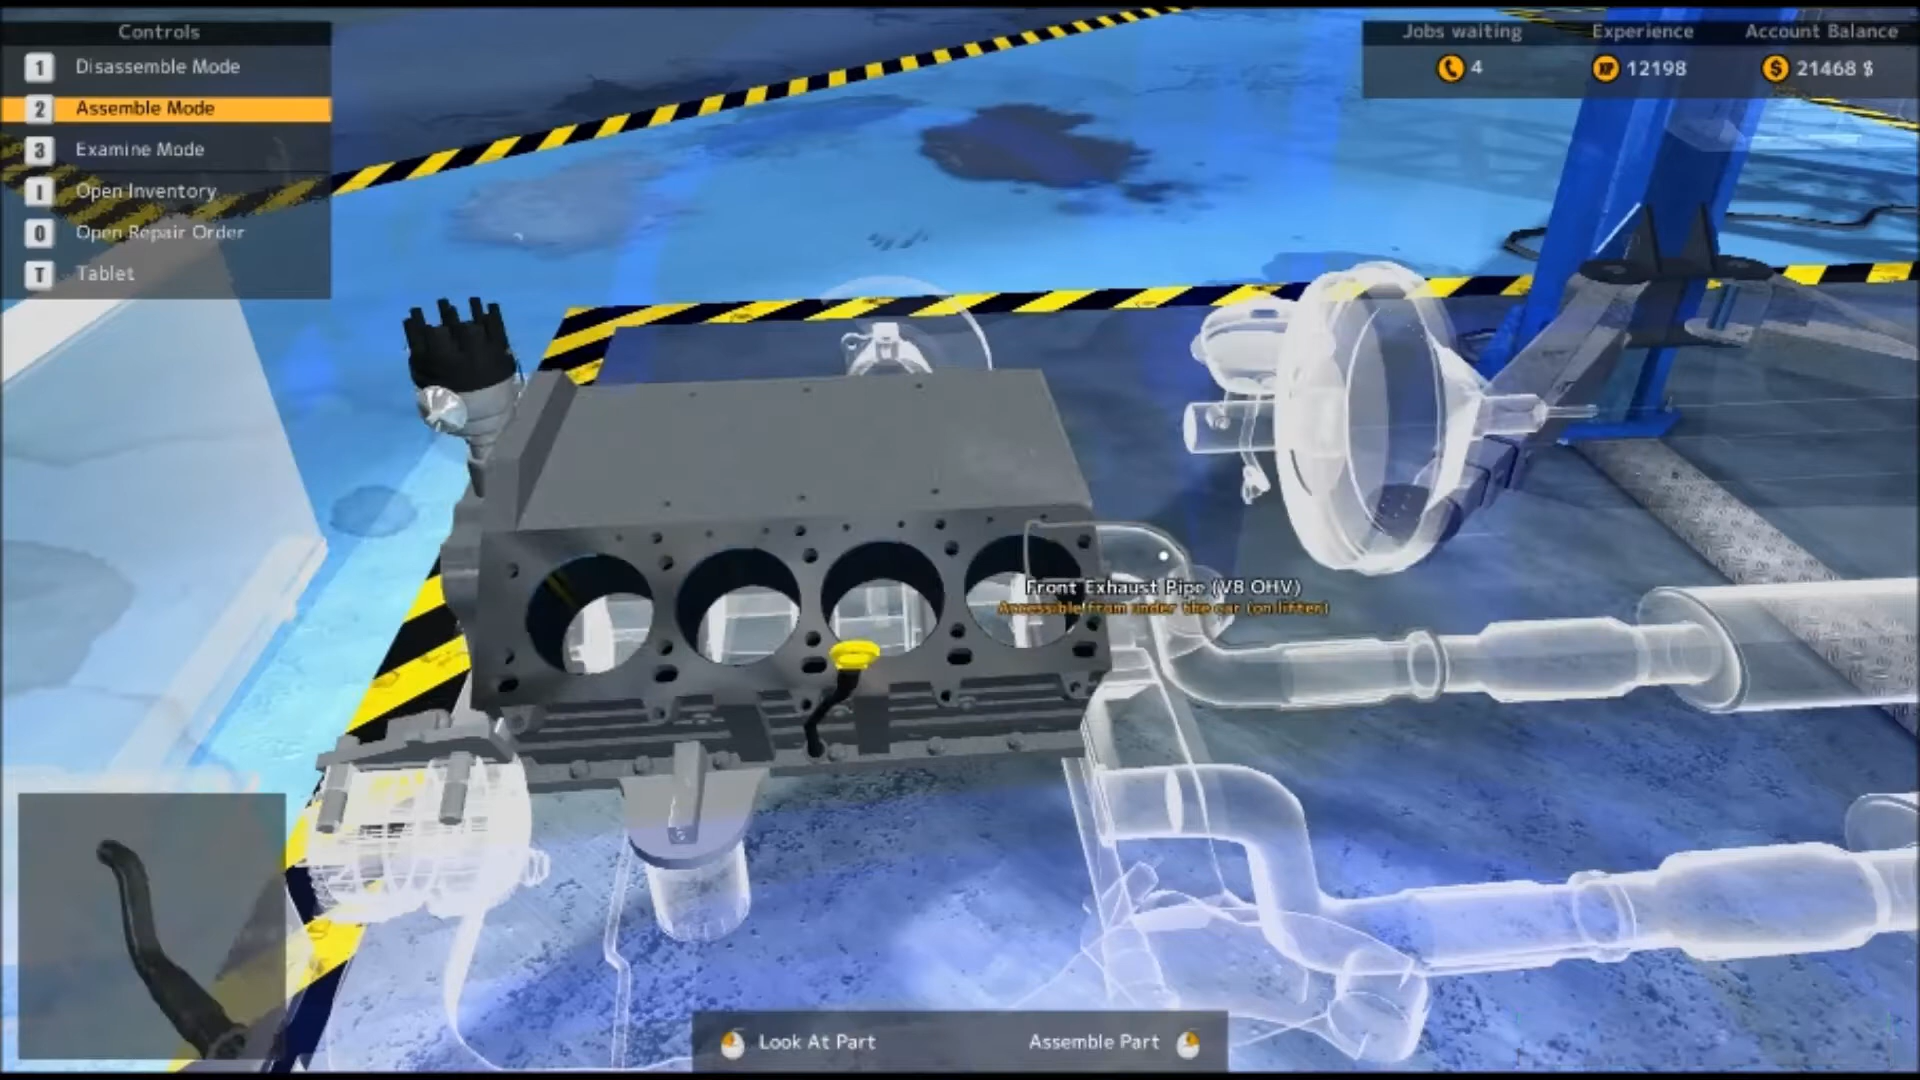 Controls
1 Disassemble Mode
2 Assemble Mode
3 Examine Mode
I Open Inventory
O Open Repair Order
T Tablet
Jobs waiting Experience Account Balance
4 12198 21468 $
Front Exhaust Pipe (V8 OHV)
Accessible from under the car (on lifter)
Look At Part Assemble Part